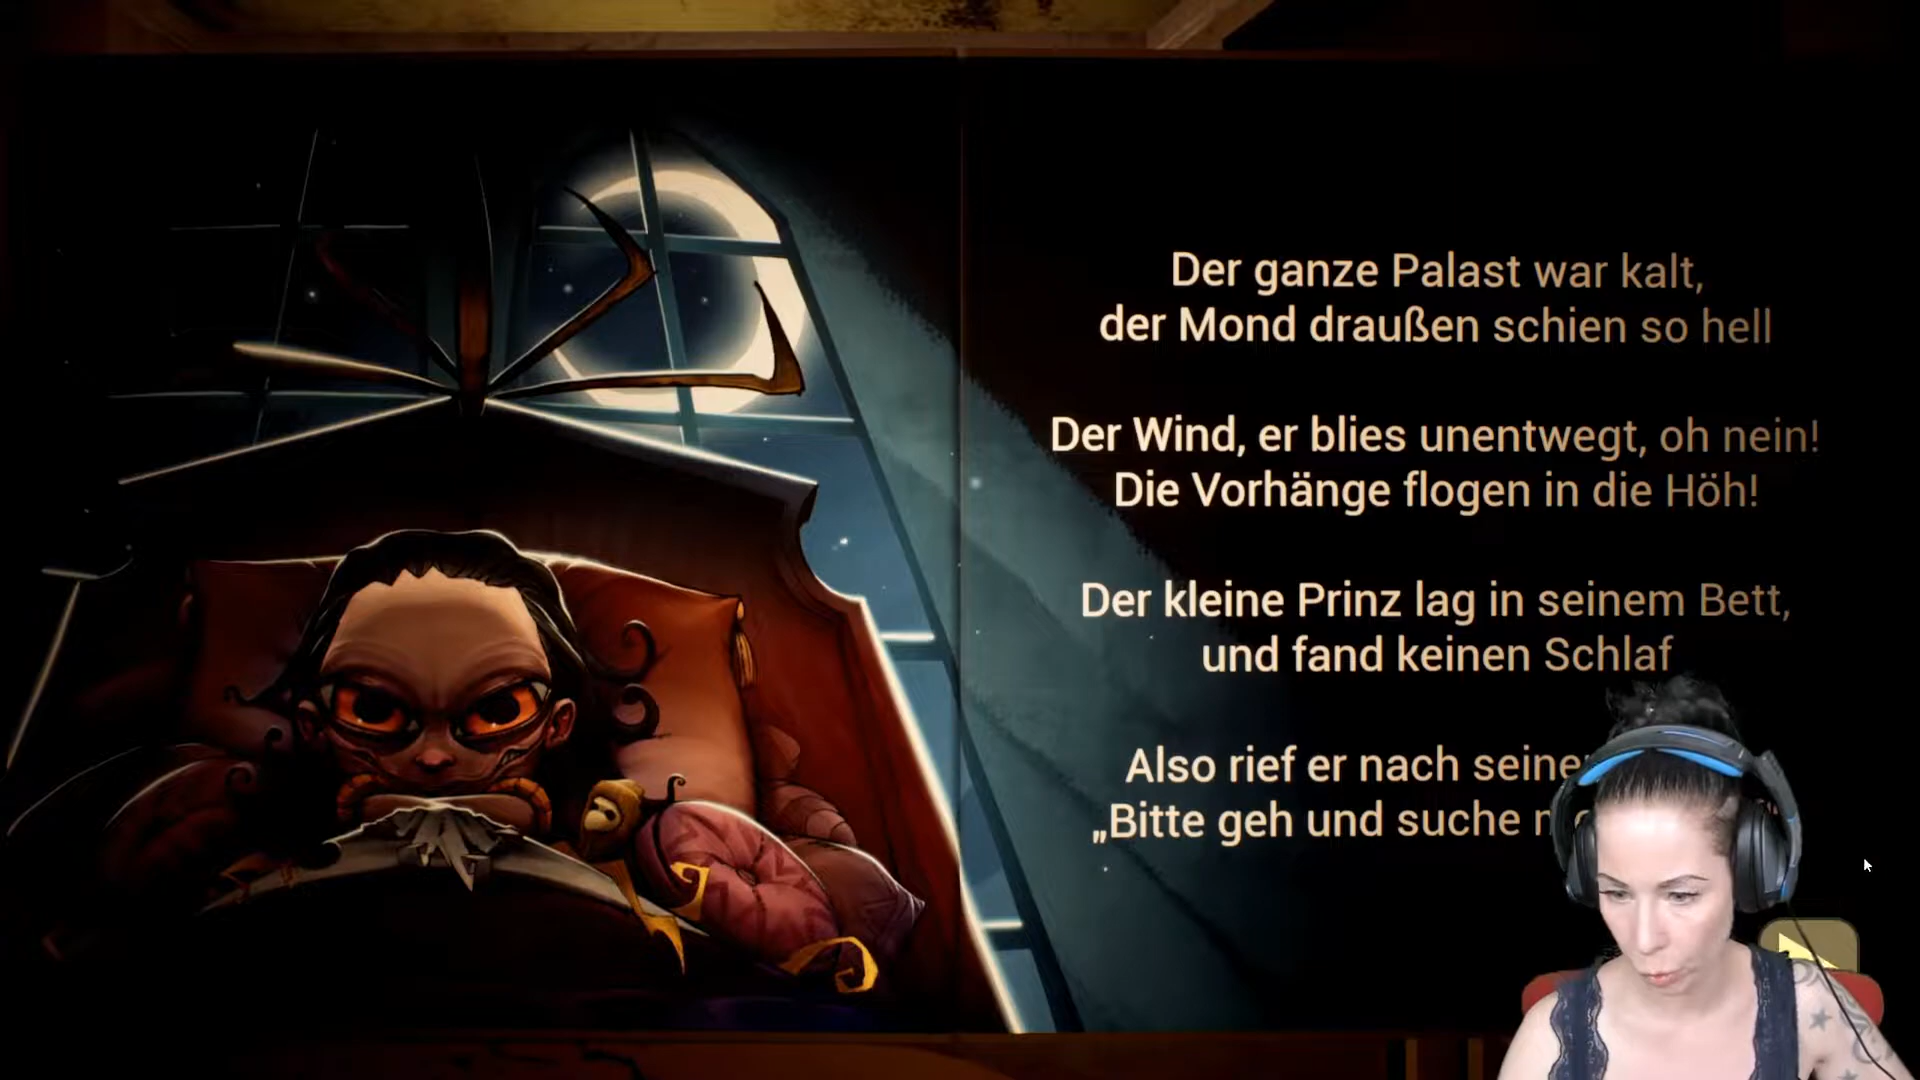 Der ganze Palast war kalt,
der Mond draußen schien so hell
Der Wind, er blies unentwegt, oh nein!
Die Vorhänge flogen in die Höh!
Der kleine Prinz lag in seinem Bett,
und fand keinen Schlaf
Also rief er nach
„Bitte geh und suche